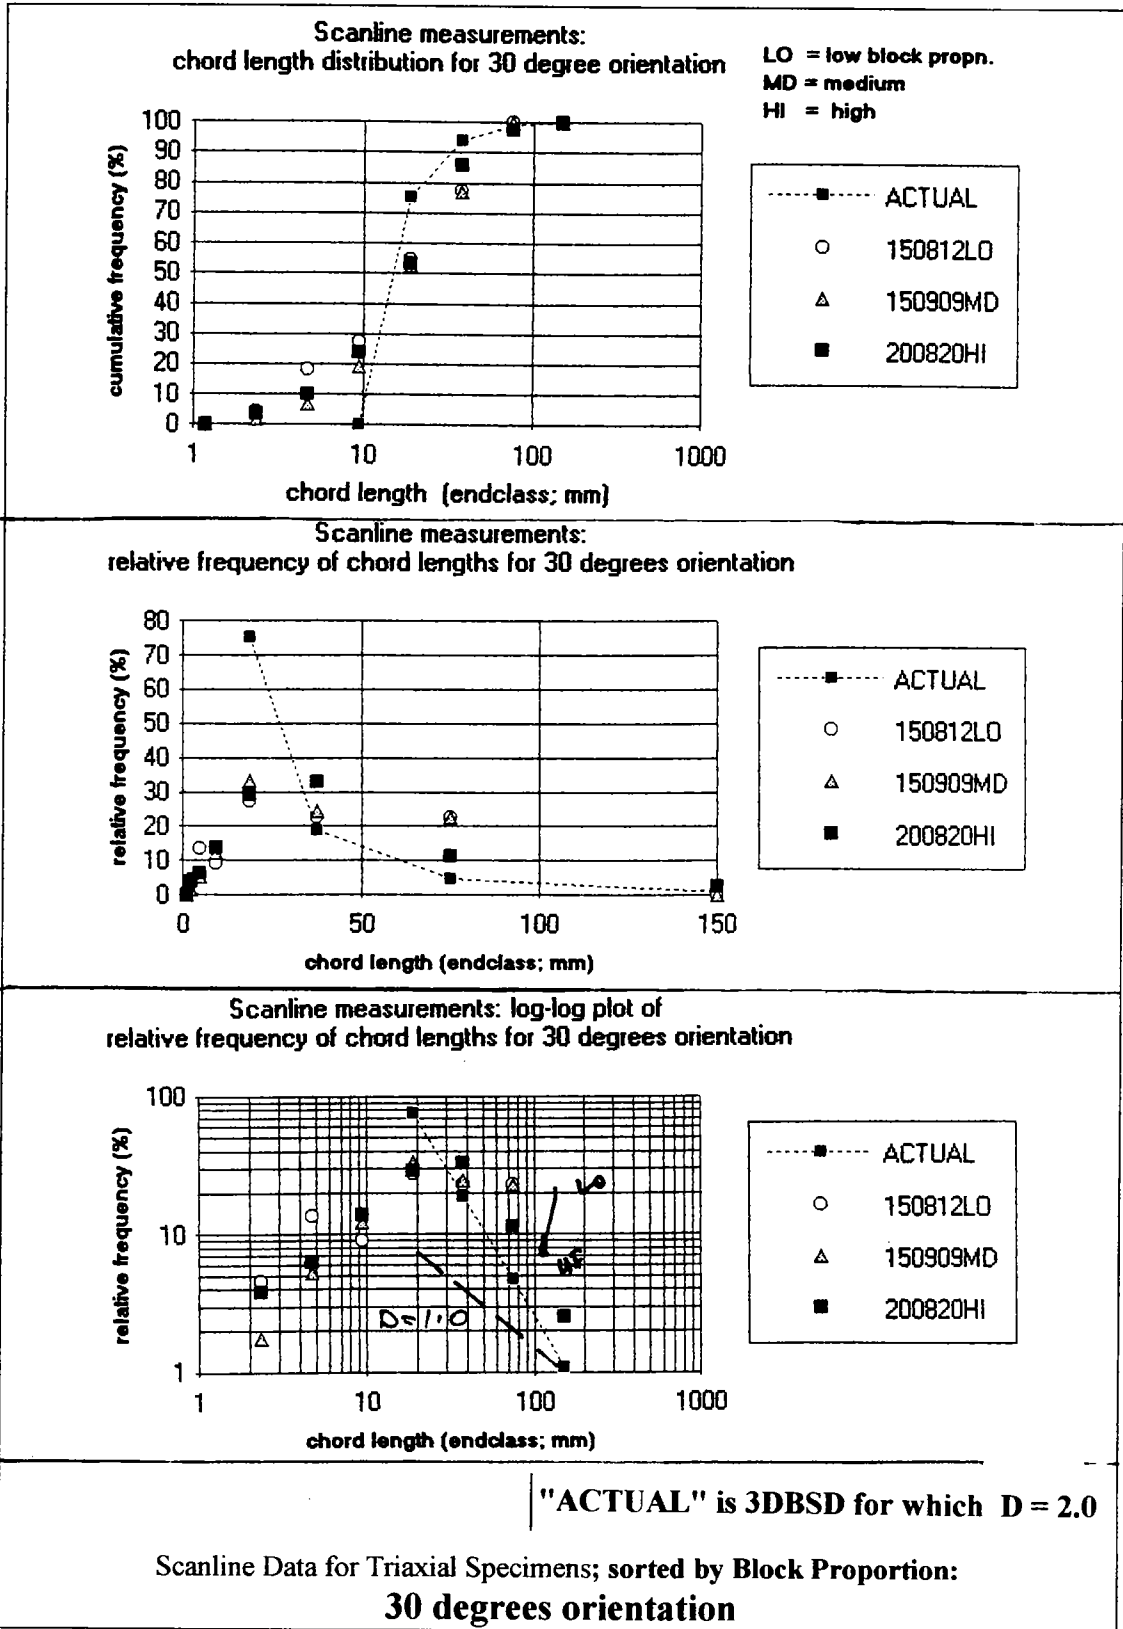 Scanline measurements:
chord length distribution for 30 degree orientation
LO = low block propn.
MD = medium
HI = high
cumulative frequency (%)
100
90
80
70
60
50
40
30
20
10
0
1 10 100 1000
chord length (endclass; mm)
ACTUAL
150812LO
150909MD
200820HI
Scanline measurements:
relative frequency of chord lengths for 30 degrees orientation
relative frequency (%)
80
70
60
50
40
30
20
10
0
0 50 100 150
chord length (endclass; mm)
ACTUAL
150812LO
150909MD
200820HI
Scanline measurements: log-log plot of
relative frequency of chord lengths for 30 degrees orientation
relative frequency (%)
100
10
1
1 10 100 1000
chord length (endclass; mm)
D=1.0
ACTUAL
150812LO
150909MD
200820HI
"ACTUAL" is 3DBSD for which D = 2.0
Scanline Data for Triaxial Specimens; sorted by Block Proportion:
30 degrees orientation